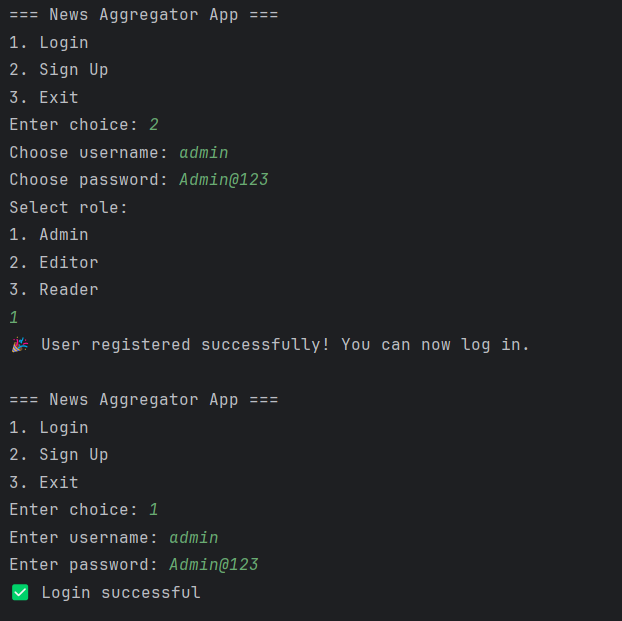 === News Aggregator App ===
1. Login
2. Sign Up
3. Exit
Enter choice: 2
Choose username: admin
Choose password: Admin@123
Select role:
1. Admin
2. Editor
3. Reader
1
🎉 User registered successfully! You can now log in.
=== News Aggregator App ===
1. Login
2. Sign Up
3. Exit
Enter choice: 1
Enter username: admin
Enter password: Admin@123
✅ Login successful